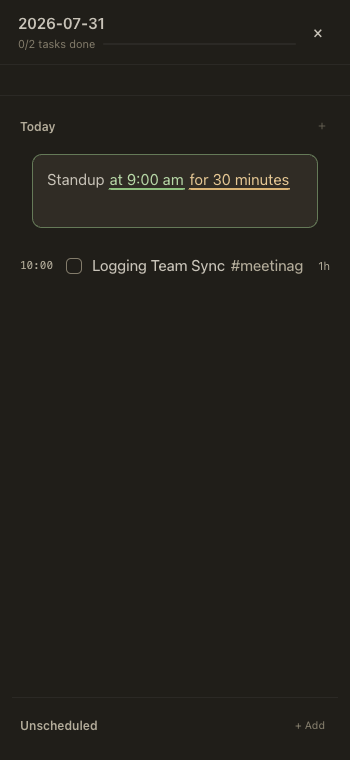 2026-07-31
×
0/2 tasks done
Today +
Standup at 9:00 am for 30 minutes
10:00 Logging Team Sync #meetinag 1h
Unscheduled + Add